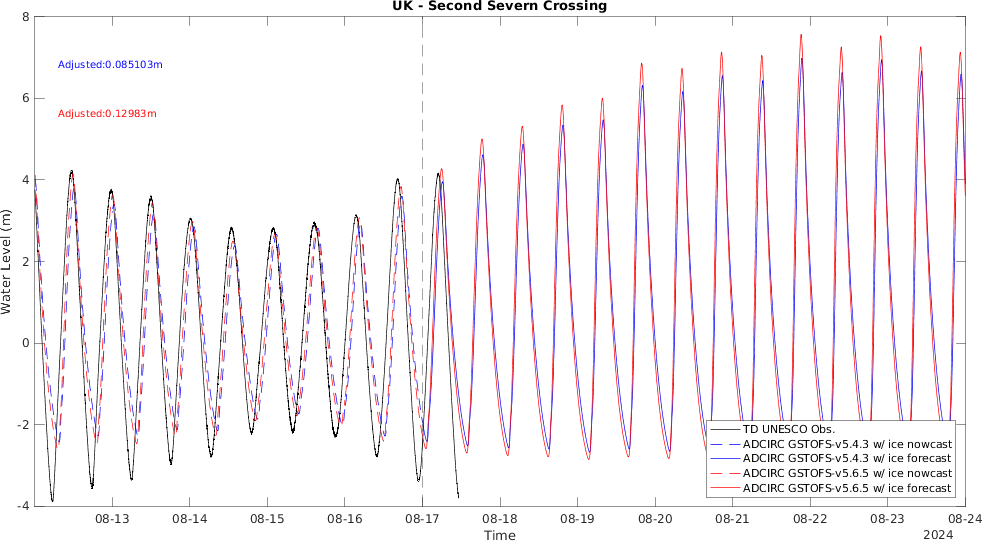 UK - Second Severn Crossing
Adjusted:0.085103m
Adjusted:0.12983m
Water Level (m)
8
6
4
2
0
-2
-4
TD UNESCO Obs.
ADCIRC GSTOFS-v5.4.3 w/ ice nowcast
ADCIRC GSTOFS-v5.4.3 w/ ice forecast
ADCIRC GSTOFS-v5.6.5 w/ ice nowcast
ADCIRC GSTOFS-v5.6.5 w/ ice forecast
08-13 08-14 08-15 08-16 08-17 08-18 08-19 08-20 08-21 08-22 08-23 08-24
Time
2024